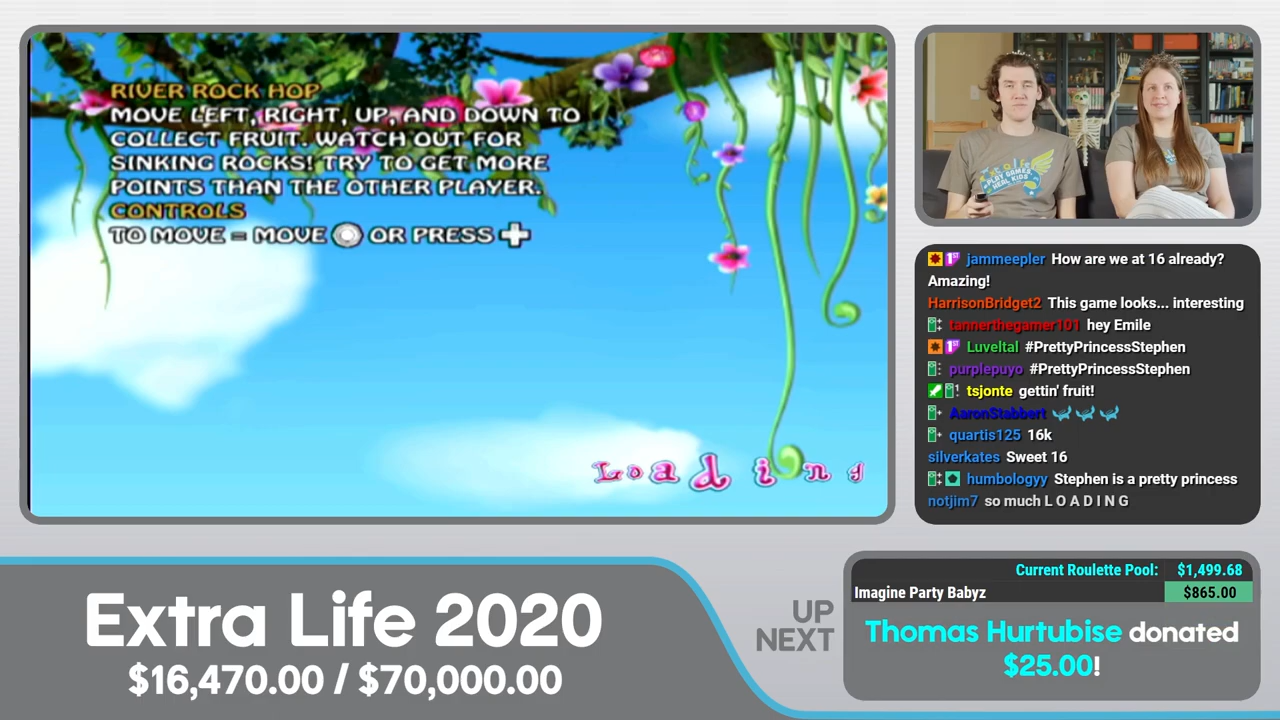 RIVER ROCK HOP
MOVE LEFT, RIGHT, UP, AND DOWN TO
COLLECT FRUIT. WATCH OUT FOR
SINKING ROCKS! TRY TO GET MORE
POINTS THAN THE OTHER PLAYER.
CONTROLS
TO MOVE = MOVE OR PRESS
Loading
PLAY GAMES.
HEAL KIDS.
jammeepler How are we at 16 already?
Amazing!
HarrisonBridget2 This game looks... interesting
tannerthegamer101 hey Emile
Luveltal #PrettyPrincessStephen
purplepuyo #PrettyPrincessStephen
tsjonte gettin' fruit!
AaronStabbert
quartis125 16k
silverkates Sweet 16
humbologyy Stephen is a pretty princess
notjim7 so much L O A D I N G
Extra Life 2020
$16,470.00 / $70,000.00
UP
NEXT
Current Roulette Pool: $1,499.68
Imagine Party Babyz $865.00
Thomas Hurtubise donated
$25.00!